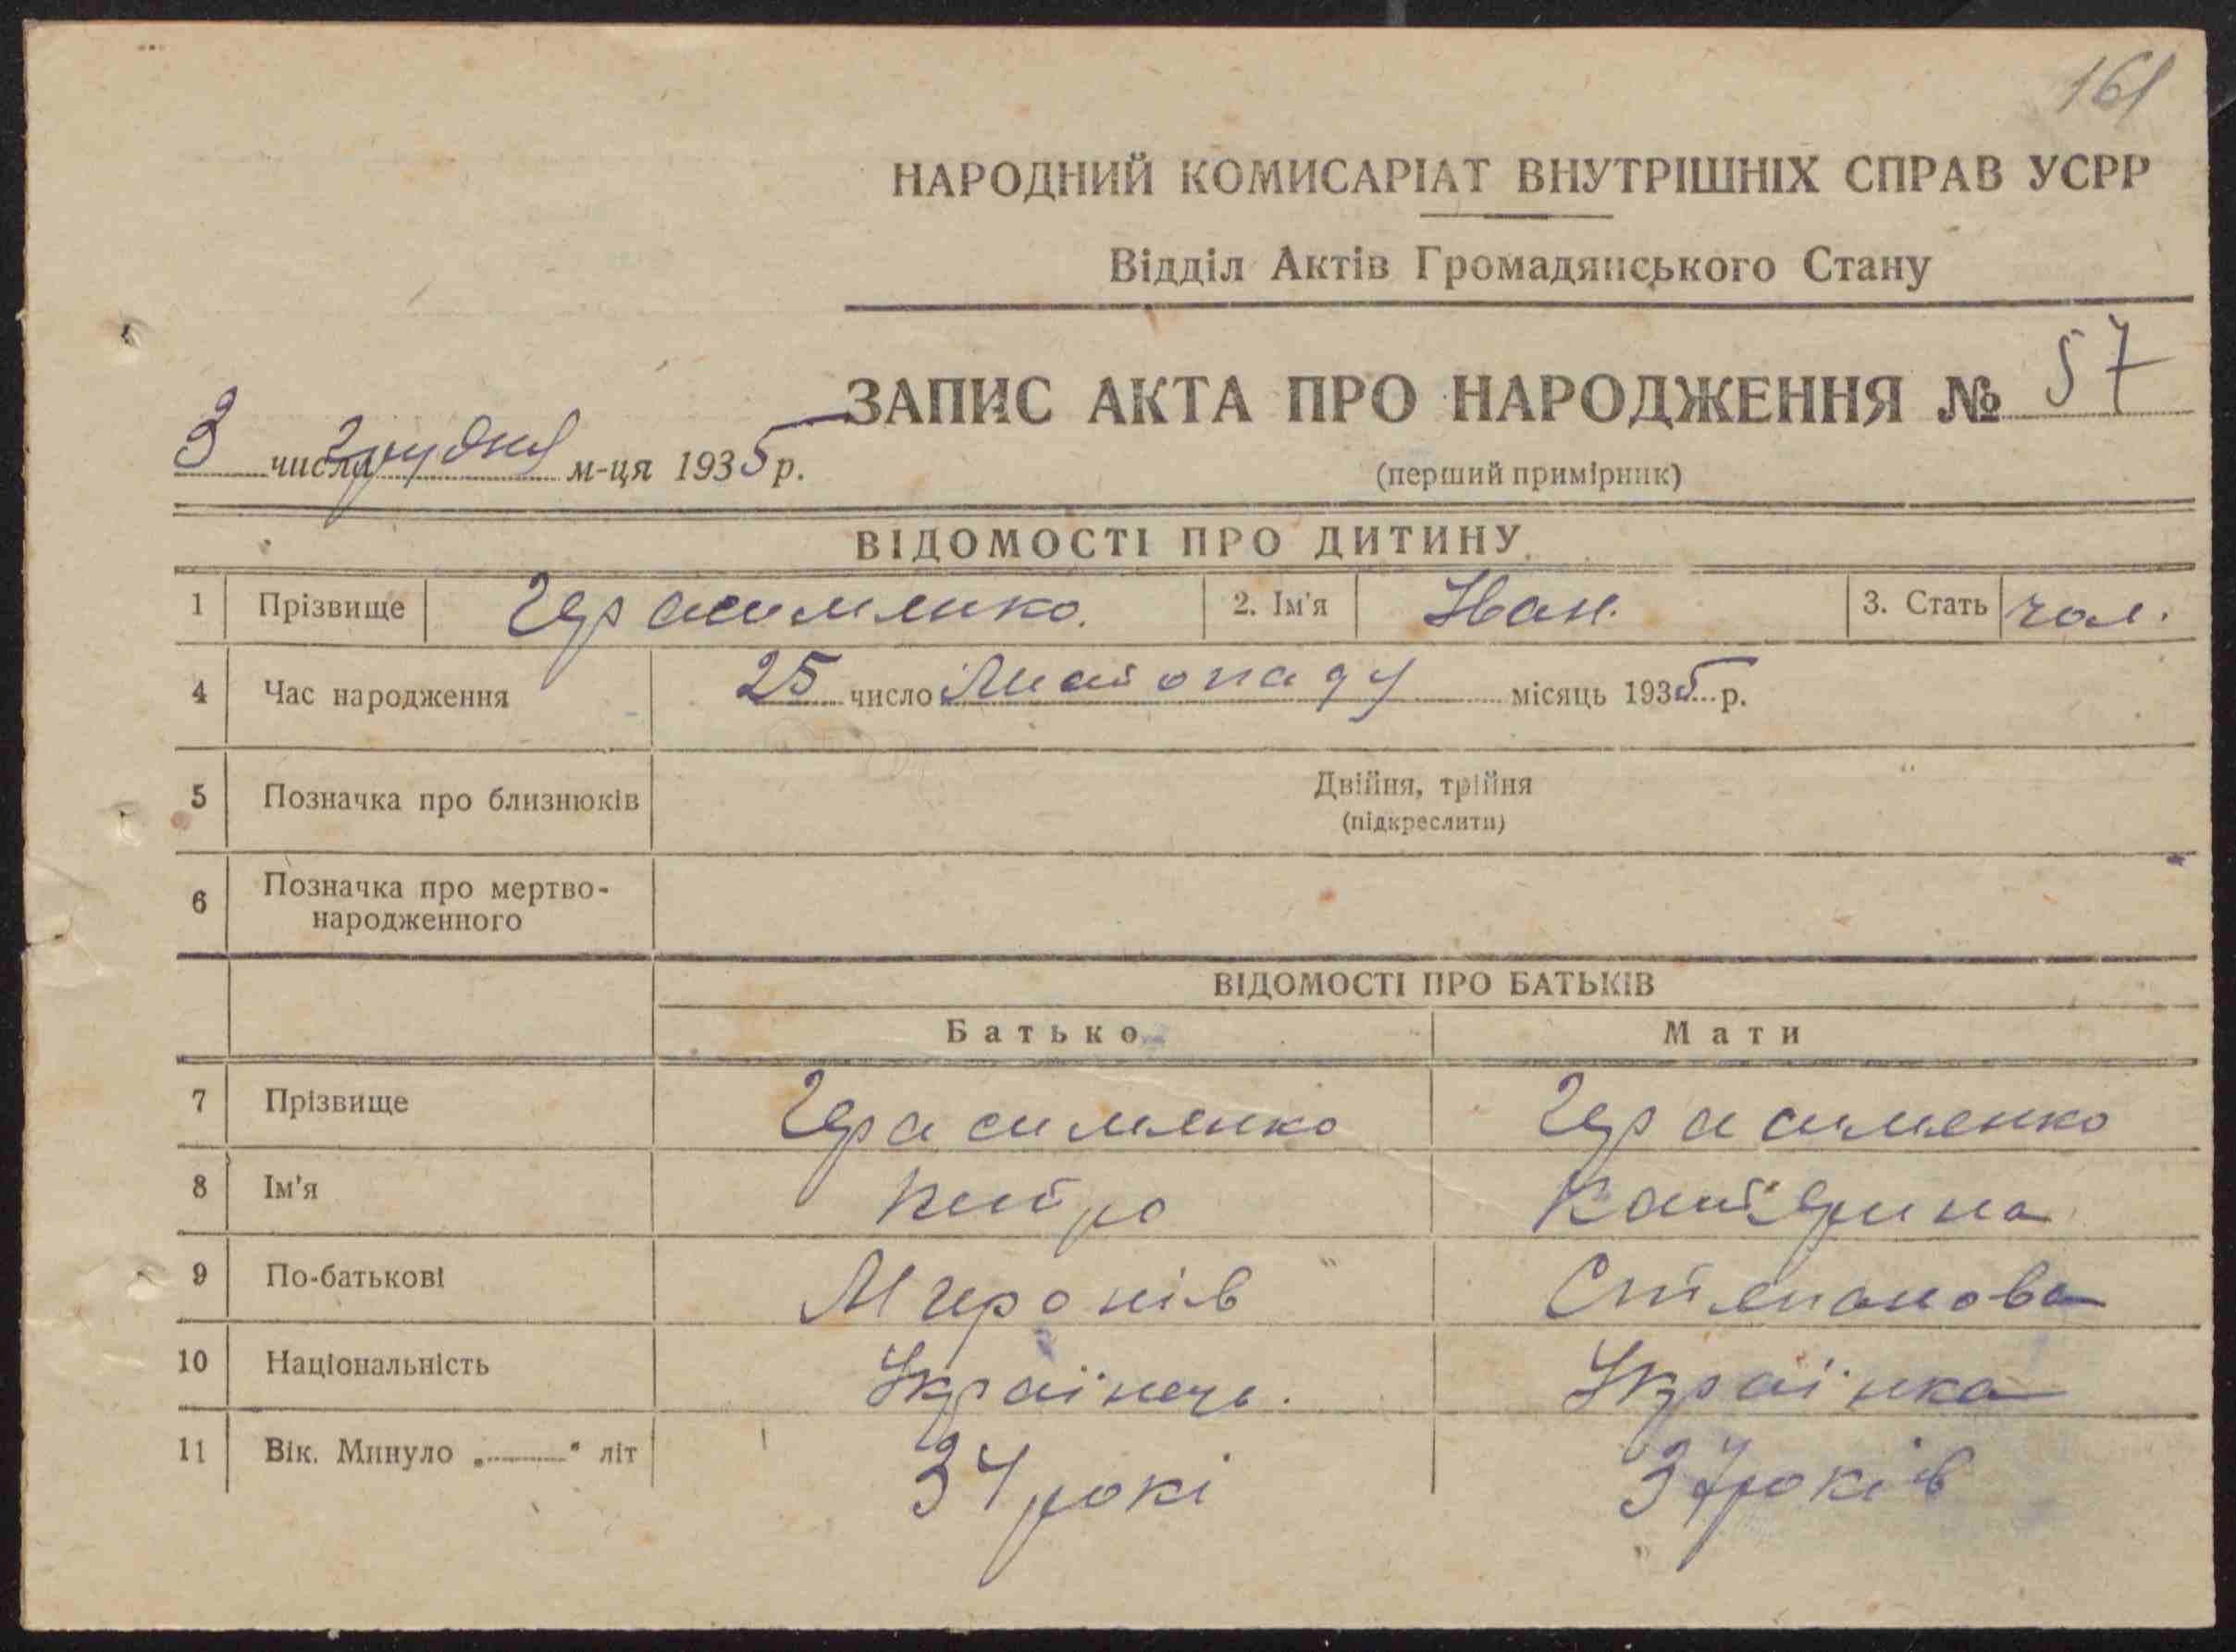 161
НАРОДНИЙ КОМИСАРІАТ ВНУТРІШНІХ СПРАВ УСРР
Відділ Актів Громадянського Стану
ЗАПИС АКТА ПРО НАРОДЖЕННЯ № 57
3 числа грудня м-ця 1935 р.
(перший примірник)
ВІДОМОСТІ ПРО ДИТИНУ
1 Прізвище Герасименко. 2. Ім'я Іван. 3. Стать чол.
4 Час народження 25 число Листопаду місяць 1935 р.
5 Позначка про близнюків Двійня, трійня
(підкреслити)
6 Позначка про мертво-
народженного
ВІДОМОСТІ ПРО БАТЬКІВ
Батько Мати
7 Прізвище Герасименко Герасименко
8 Ім'я Питро Катерина
9 По-батькові Миронів Степанова
10 Національність Українець. Українка
11 Вік. Минуло „ " літ 34 рокі 37 років